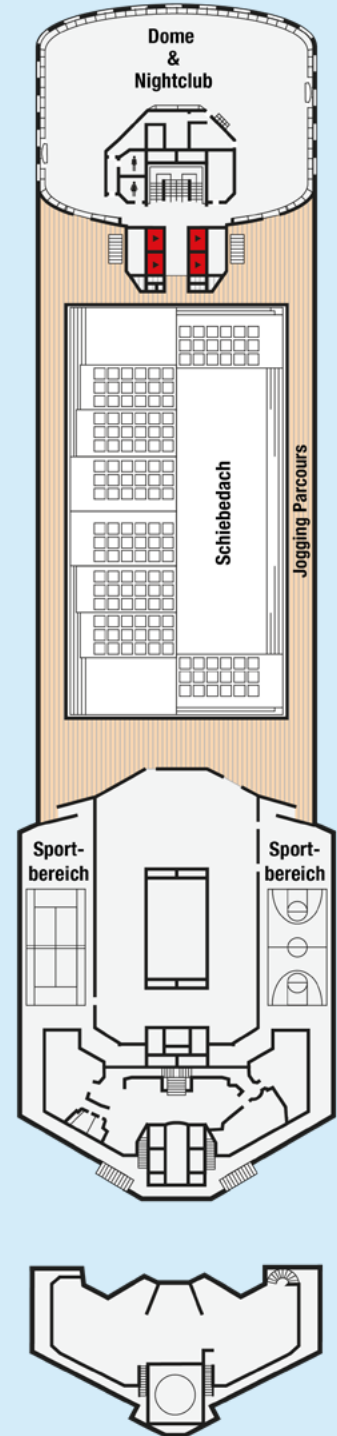 Dome
&
Nightclub
Schiebedach
Jogging Parcours
Sport-
bereich
Sport-
bereich